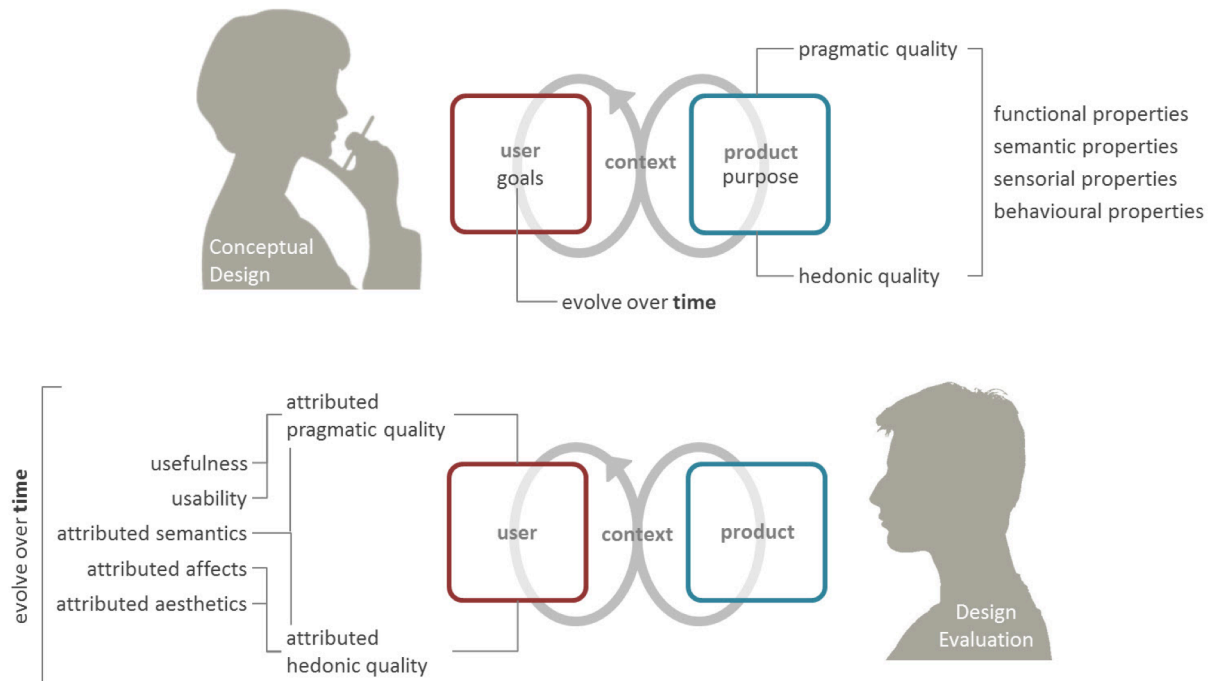 pragmatic quality
functional properties
semantic properties
sensorial properties
behavioural properties
user
goals
context
product
purpose
Conceptual
Design
hedonic quality
evolve over time
evolve over time
attributed
pragmatic quality
usefulness
usability
attributed semantics
attributed affects
attributed aesthetics
attributed
hedonic quality
user
context
product
Design
Evaluation